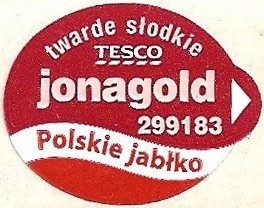 twarde słodkie
TESCO
jonagold
299183
Polskie jabłko